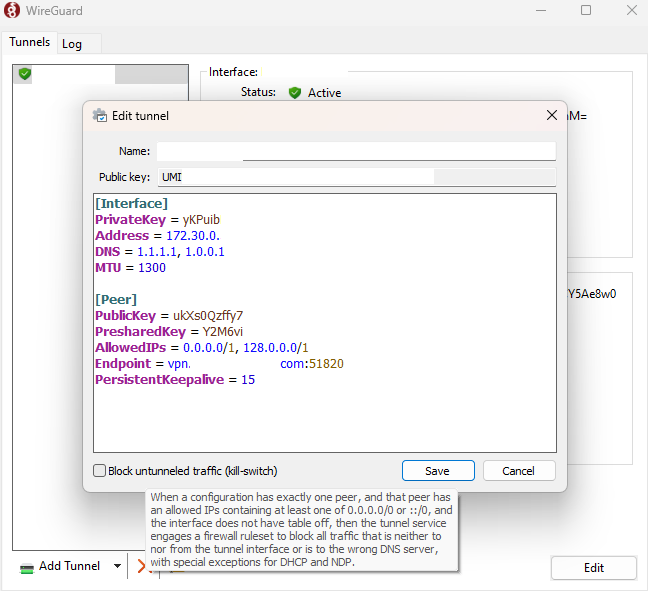 WireGuard
Tunnels
Log
Interface:
Status: Active
nM=
Edit tunnel
Name:
Public key: UMI
[Interface]
PrivateKey = yKPuib
Address = 172.30.0.
DNS = 1.1.1.1, 1.0.0.1
MTU = 1300
[Peer]
PublicKey = ukXs0Qzffy7
PresharedKey = Y2M6vi
AllowedIPs = 0.0.0.0/1, 128.0.0.0/1
Endpoint = vpn. com:51820
PersistentKeepalive = 15
Y5Ae8w0
Block untunneled traffic (kill-switch)
Save
Cancel
When a configuration has exactly one peer, and that peer has
an allowed IPs containing at least one of 0.0.0.0/0 or ::/0, and
the interface does not have table off, then the tunnel service
engages a firewall ruleset to block all traffic that is neither to
nor from the tunnel interface or is to the wrong DNS server,
with special exceptions for DHCP and NDP.
Add Tunnel
Edit